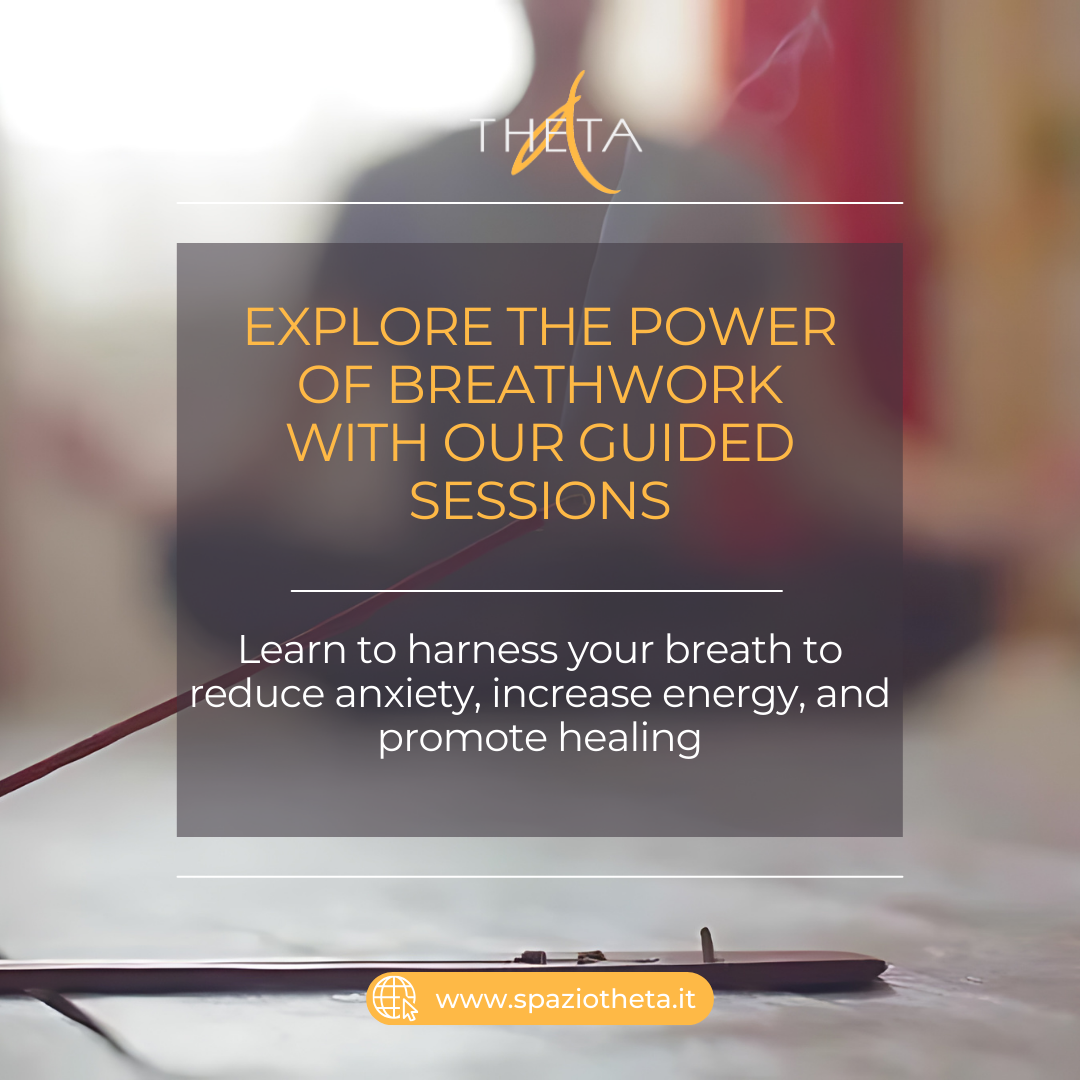 THETA
EXPLORE THE POWER
OF BREATHWORK
WITH OUR GUIDED
SESSIONS
Learn to harness your breath to
reduce anxiety, increase energy, and
promote healing
www.spaziotheta.it